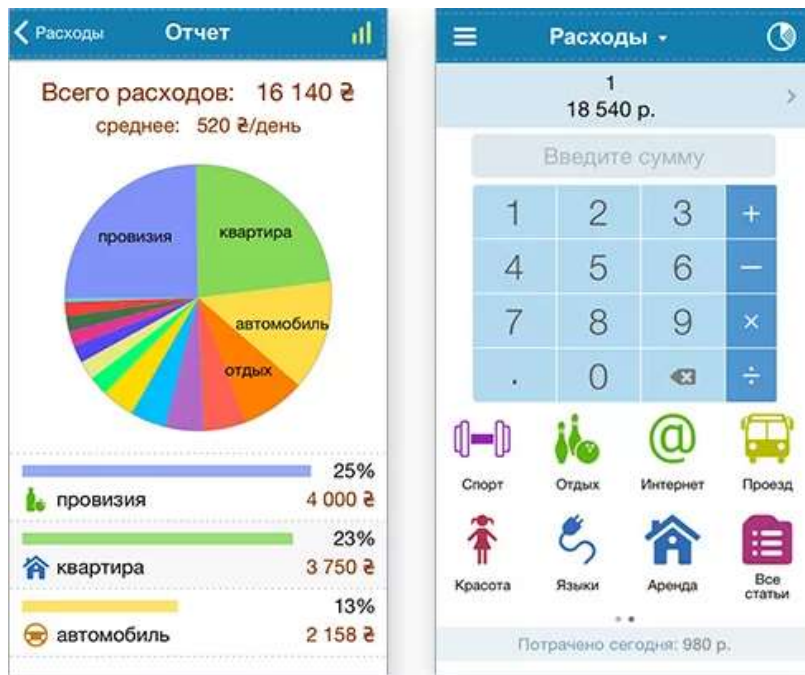 Расходы
Отчет
Всего расходов: 16 140 ₴
среднее: 520 ₴/день
провизия
квартира
автомобиль
отдых
25%
провизия
4 000 ₴
23%
квартира
3 750 ₴
13%
автомобиль
2 158 ₴
Расходы
1
18 540 р.
Введите сумму
1 2 3 +
4 5 6 −
7 8 9 ×
. 0 ÷
Спорт Отдых Интернет Проезд
Красота Языки Аренда Все
статьи
Потрачено сегодня: 980 р.